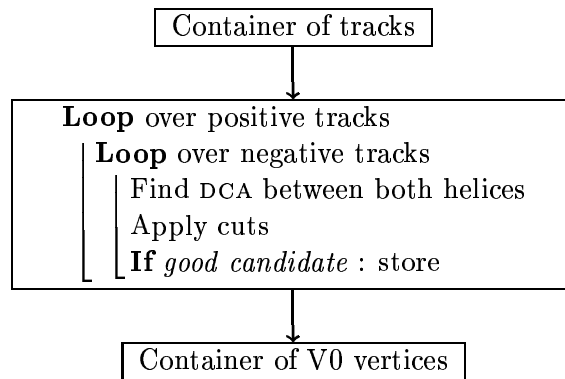 Container of tracks
Loop over positive tracks
Loop over negative tracks
Find DCA between both helices
Apply cuts
If good candidate : store
Container of V0 vertices